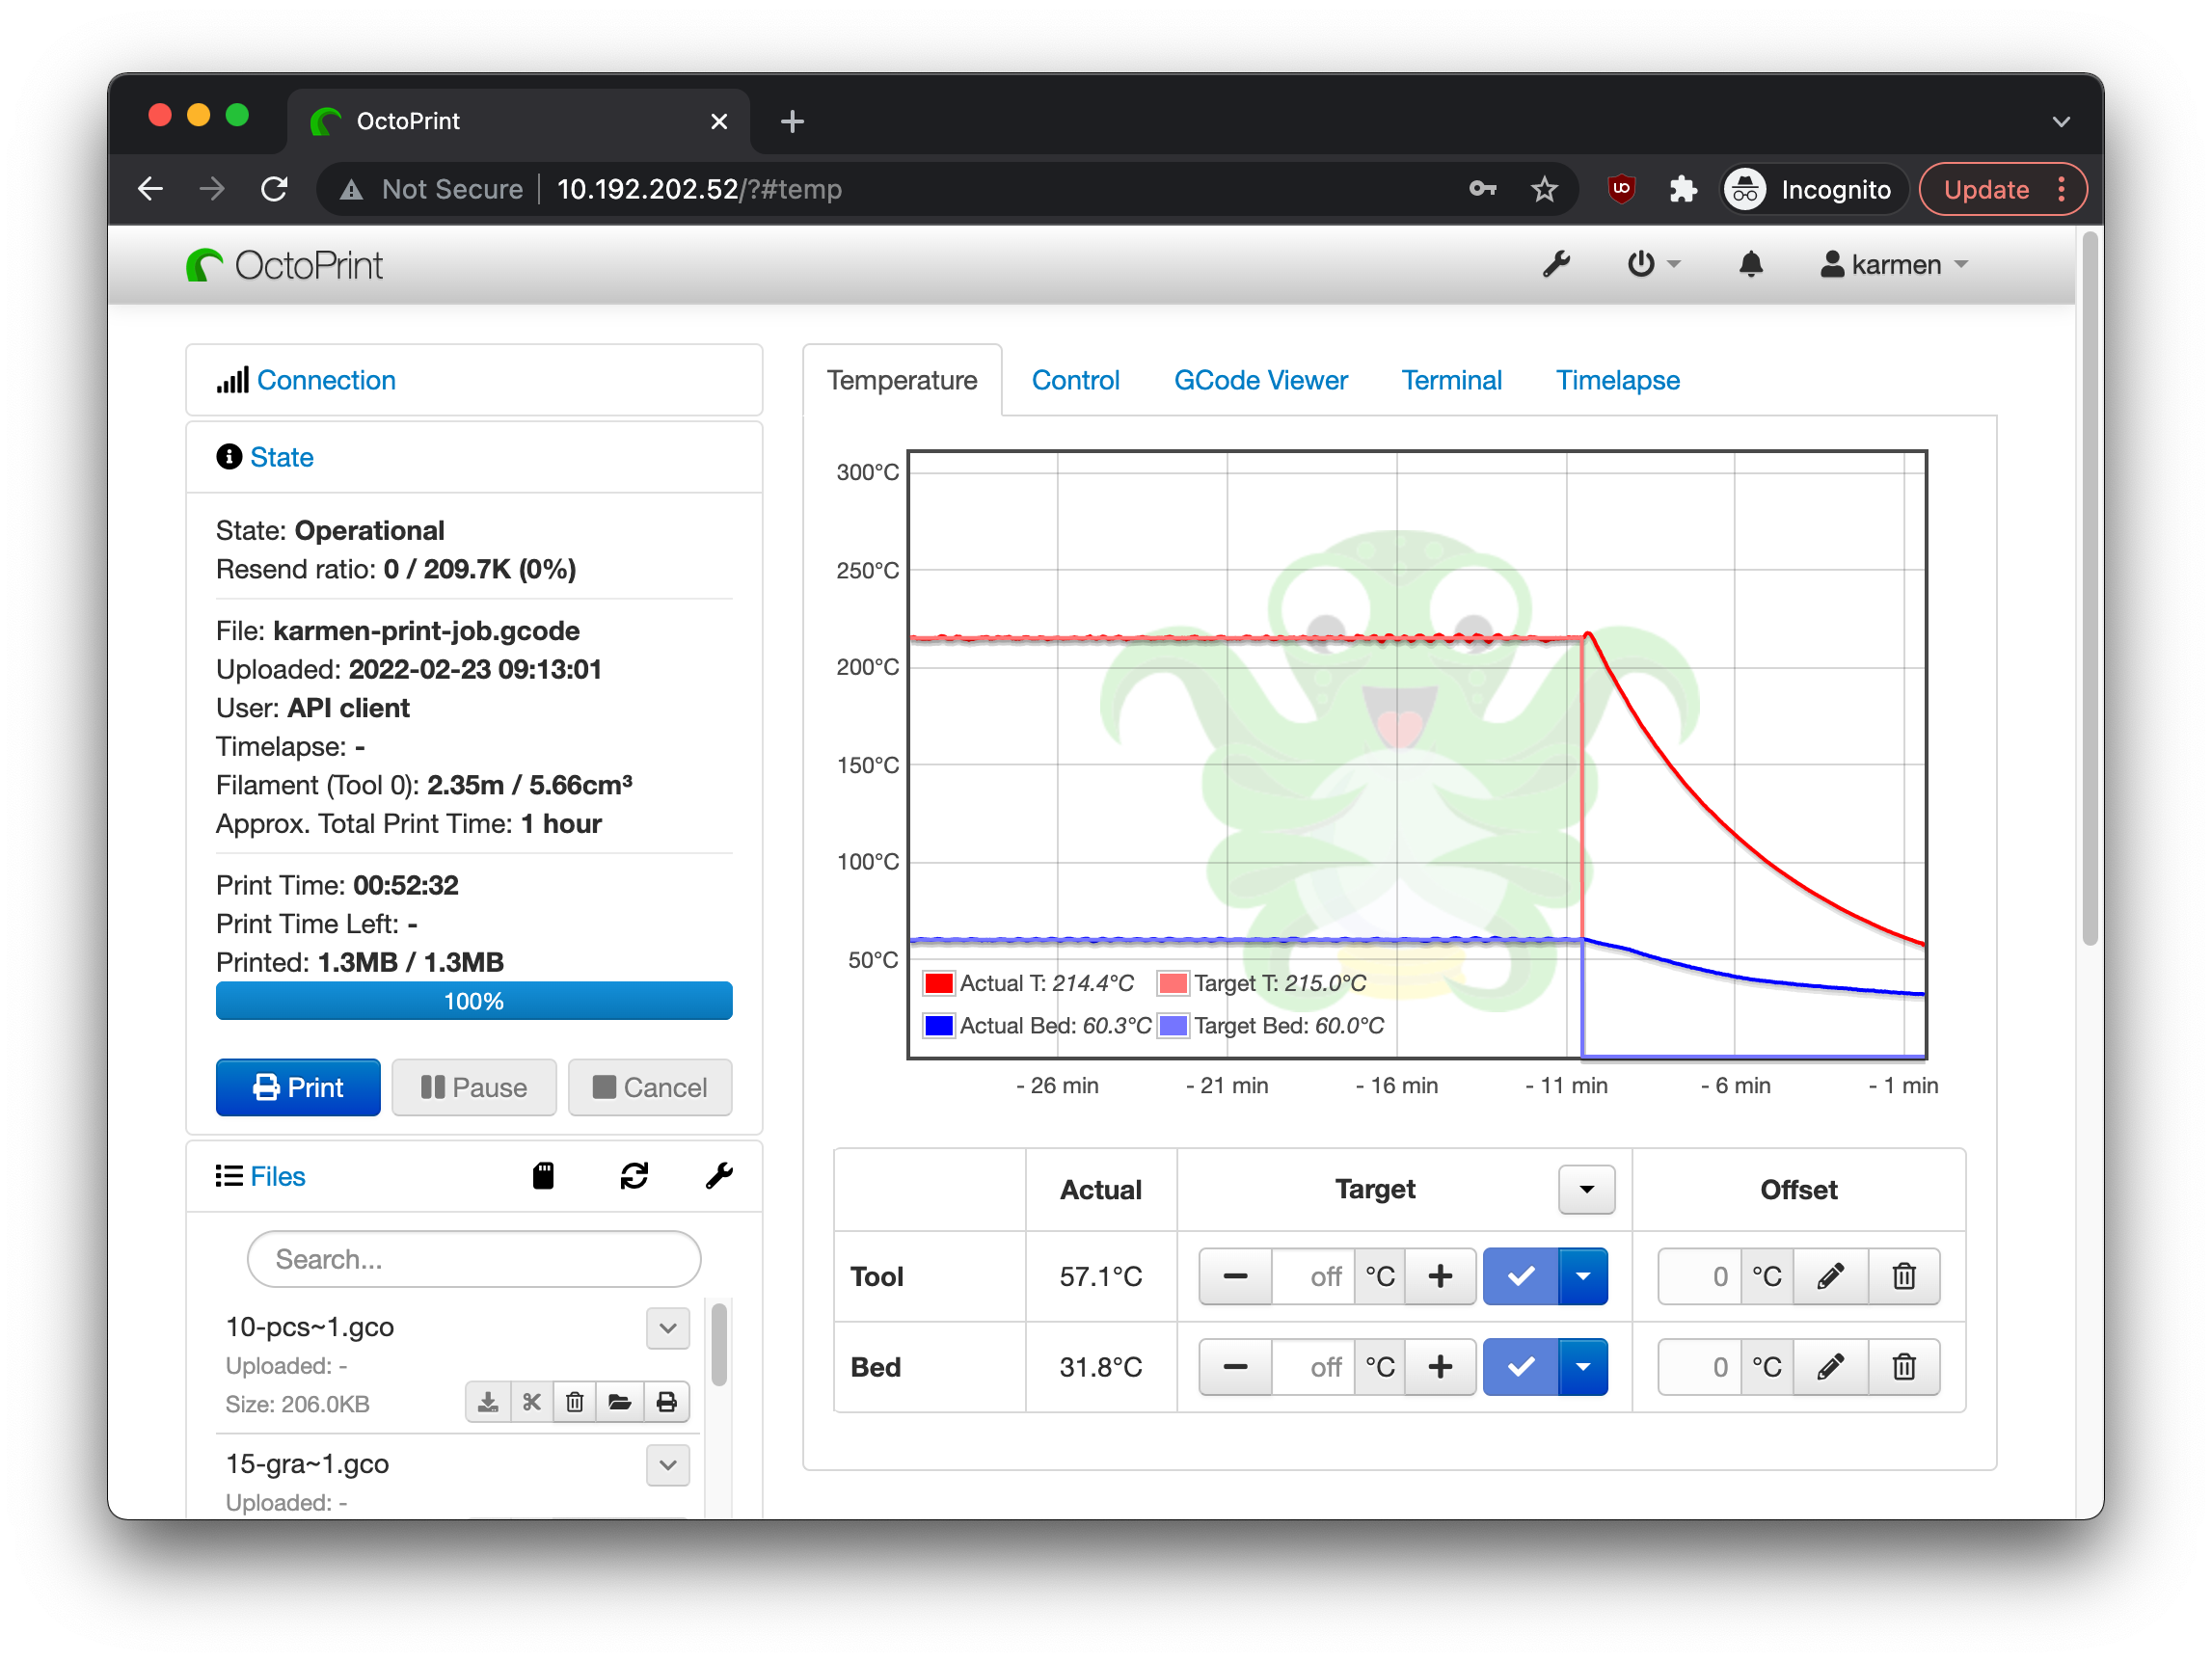 OctoPrint
Not Secure 10.192.202.52/?#temp Incognito Update
OctoPrint
karmen
Connection
State
State: Operational
Resend ratio: 0 / 209.7K (0%)
File: karmen-print-job.gcode
Uploaded: 2022-02-23 09:13:01
User: API client
Timelapse: -
Filament (Tool 0): 2.35m / 5.66cm³
Approx. Total Print Time: 1 hour
Print Time: 00:52:32
Print Time Left: -
Printed: 1.3MB / 1.3MB
100%
Print Pause Cancel
Files
Search...
10-pcs~1.gco
Uploaded: -
Size: 206.0KB
15-gra~1.gco
Uploaded: -
Temperature Control GCode Viewer Terminal Timelapse
300°C
250°C
200°C
150°C
100°C
50°C
Actual T: 214.4°C Target T: 215.0°C
Actual Bed: 60.3°C Target Bed: 60.0°C
- 26 min - 21 min - 16 min - 11 min - 6 min - 1 min
Actual Target Offset
Tool 57.1°C off °C 0 °C
Bed 31.8°C off °C 0 °C